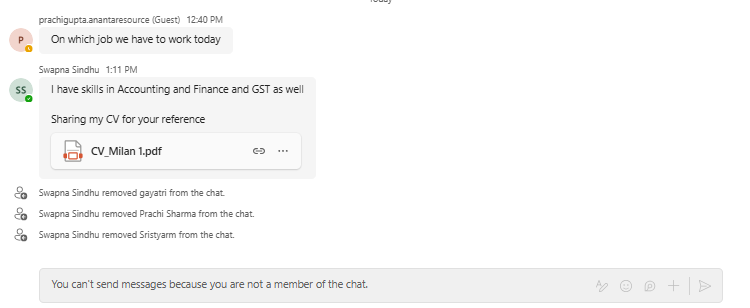 Today
prachigupta.anantaresource (Guest) 12:40 PM
P
On which job we have to work today
Swapna Sindhu 1:11 PM
SS
I have skills in Accounting and Finance and GST as well
Sharing my CV for your reference
CV_Milan 1.pdf
Swapna Sindhu removed gayatri from the chat.
Swapna Sindhu removed Prachi Sharma from the chat.
Swapna Sindhu removed Sristyarm from the chat.
You can't send messages because you are not a member of the chat.